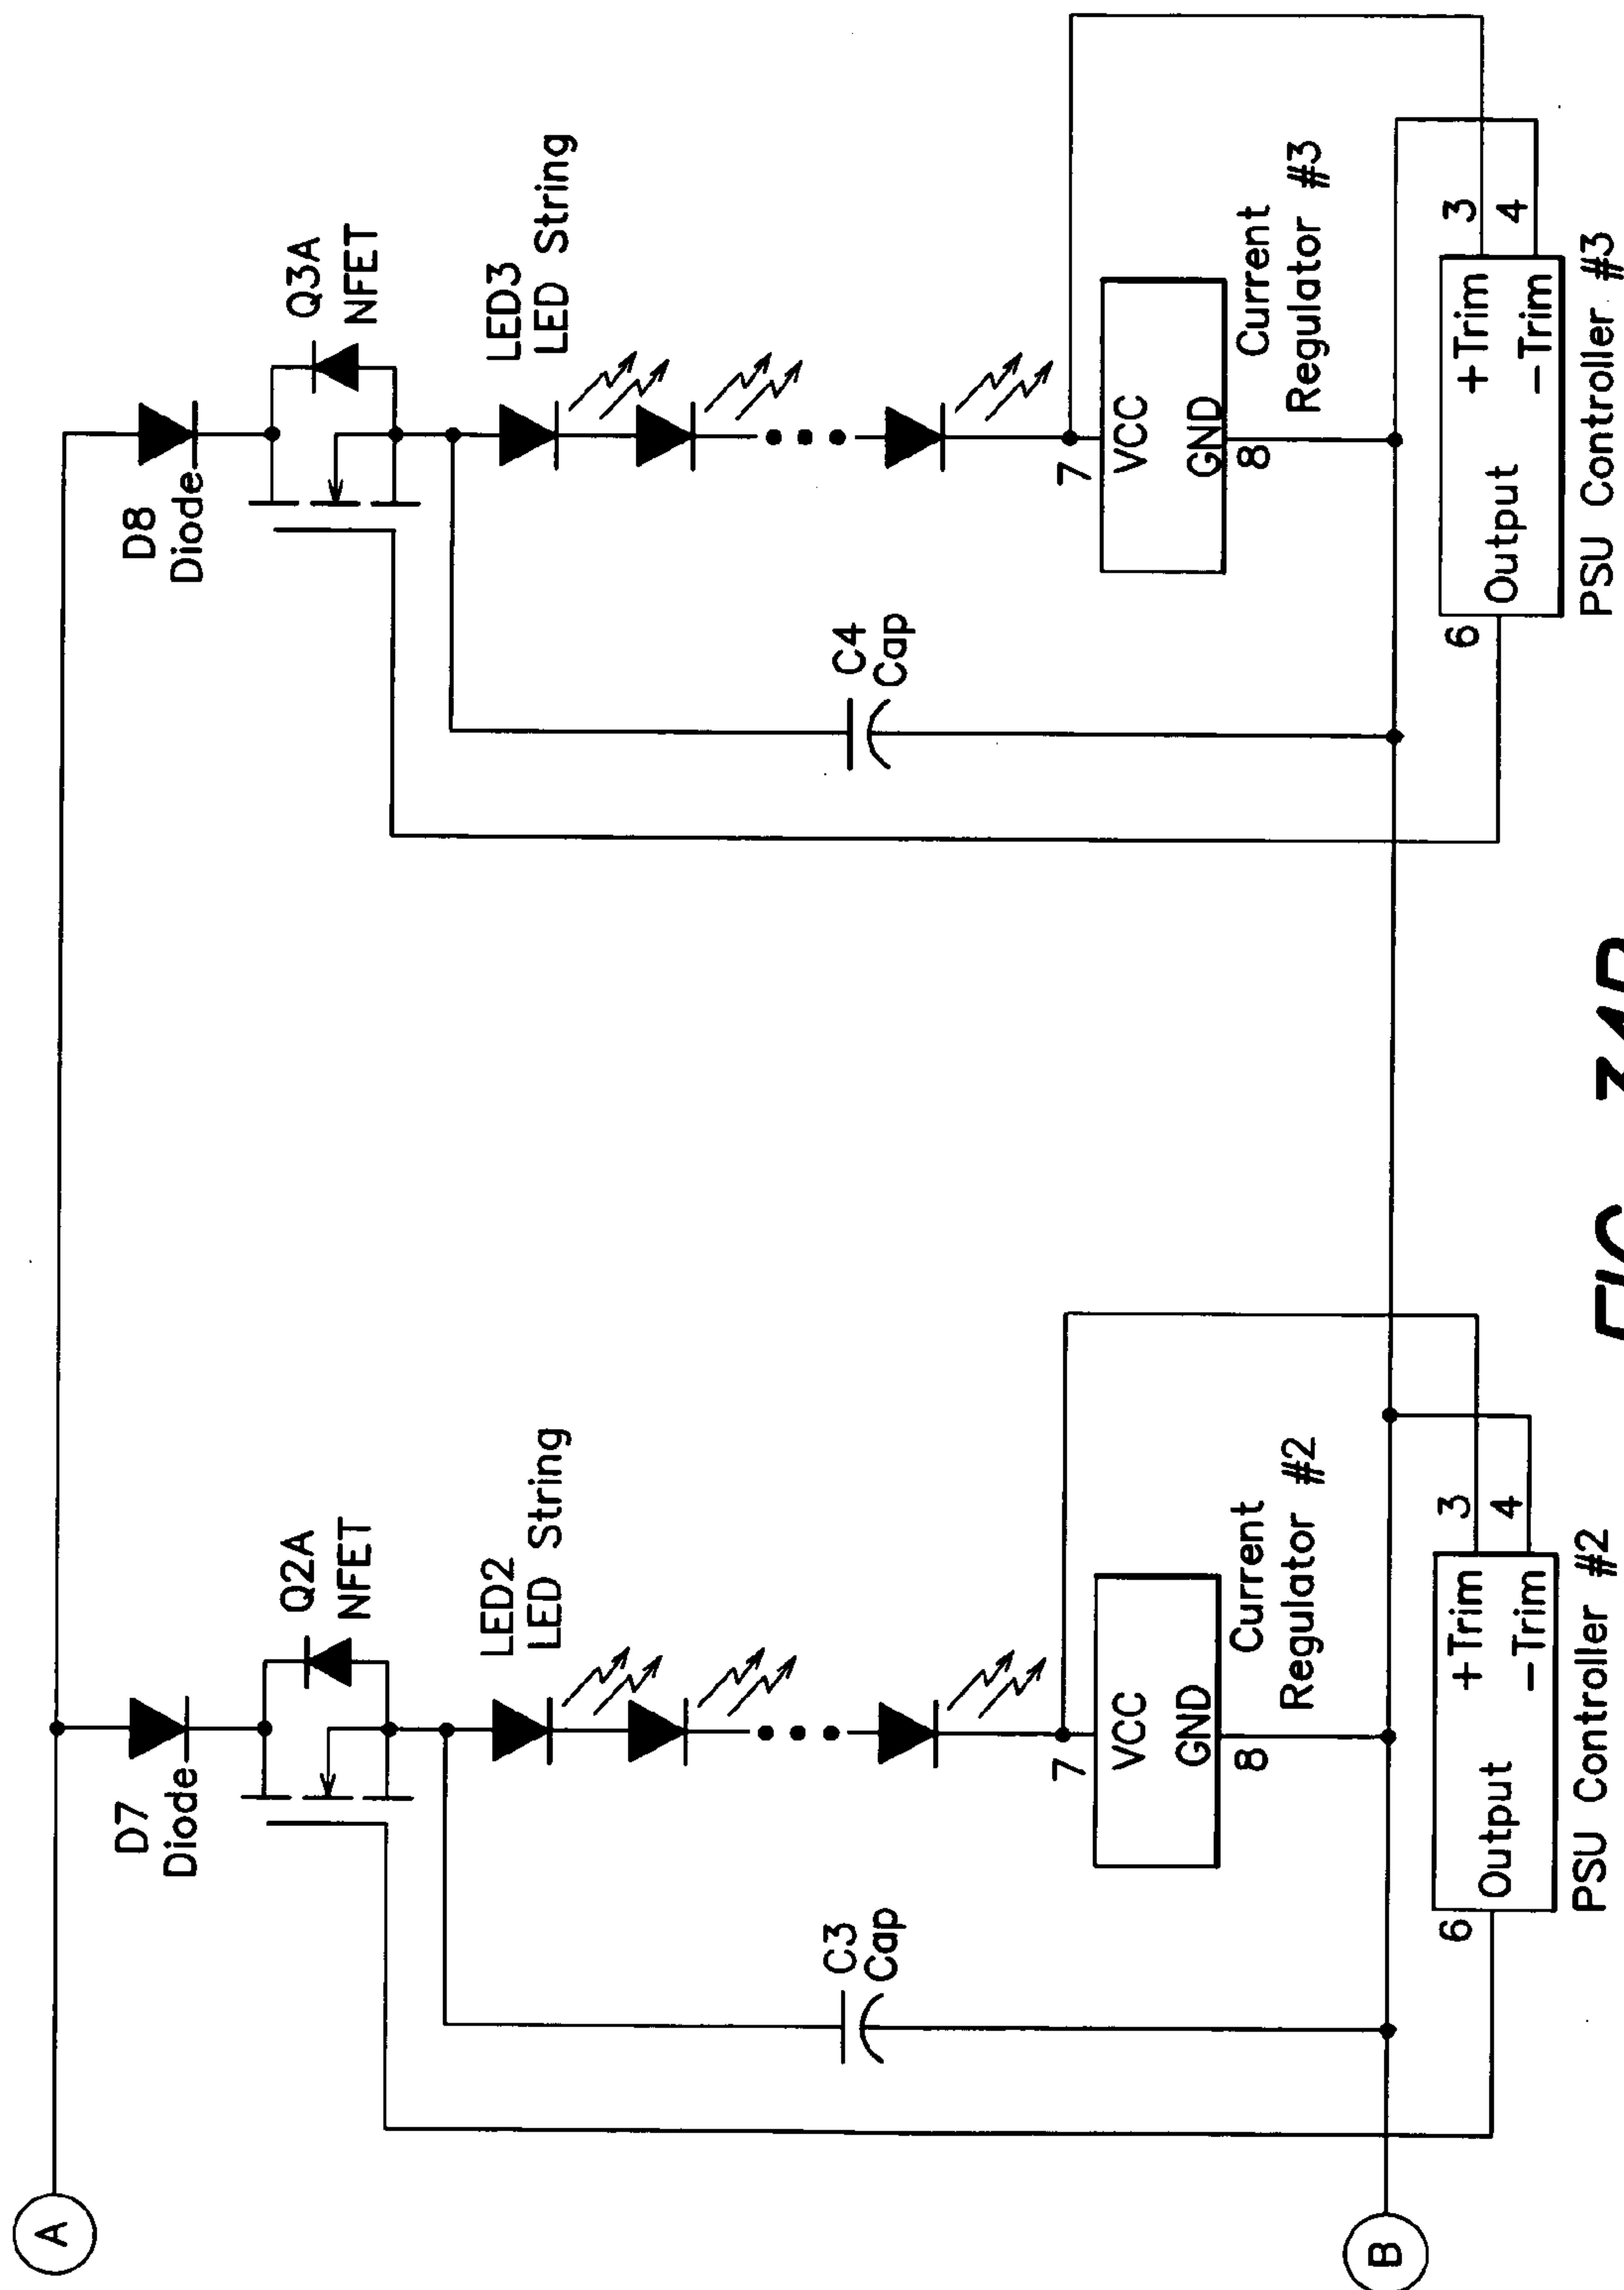 A
D7
Diode
Q2A
NFET
LED2
LED String
C3
Cap
7
VCC
GND
8
Current
Regulator #2
6
Output
+Trim
-Trim
3
4
PSU Controller #2
D8
Diode
Q3A
NFET
LED3
LED String
C4
Cap
7
VCC
GND
8
Current
Regulator #3
6
Output
+Trim
-Trim
3
4
PSU Controller #3
B
FIG.